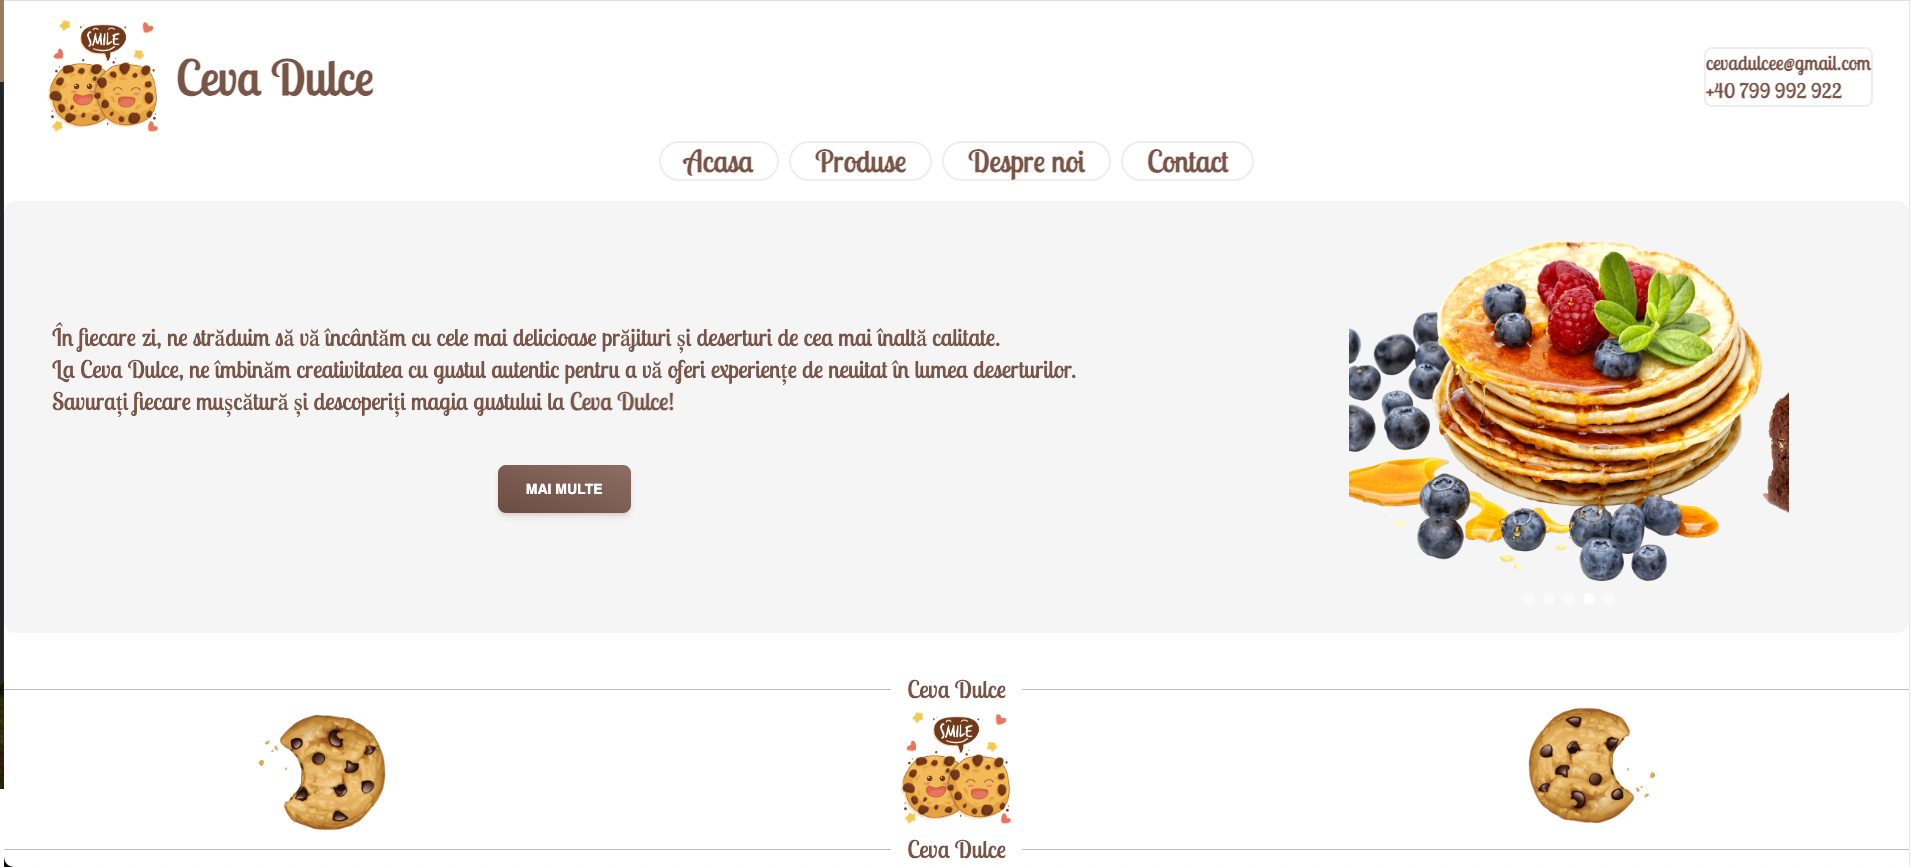 SMILE
Ceva Dulce
cevadulcee@gmail.com
+40 799 992 922
Acasa
Produse
Despre noi
Contact
În fiecare zi, ne străduim să vă încântăm cu cele mai delicioase prăjituri și deserturi de cea mai înaltă calitate.
La Ceva Dulce, ne îmbinăm creativitatea cu gustul autentic pentru a vă oferi experiențe de neuitat în lumea deserturilor.
Savurați fiecare mușcătură și descoperiți magia gustului la Ceva Dulce!
MAI MULTE
Ceva Dulce
SMILE
Ceva Dulce